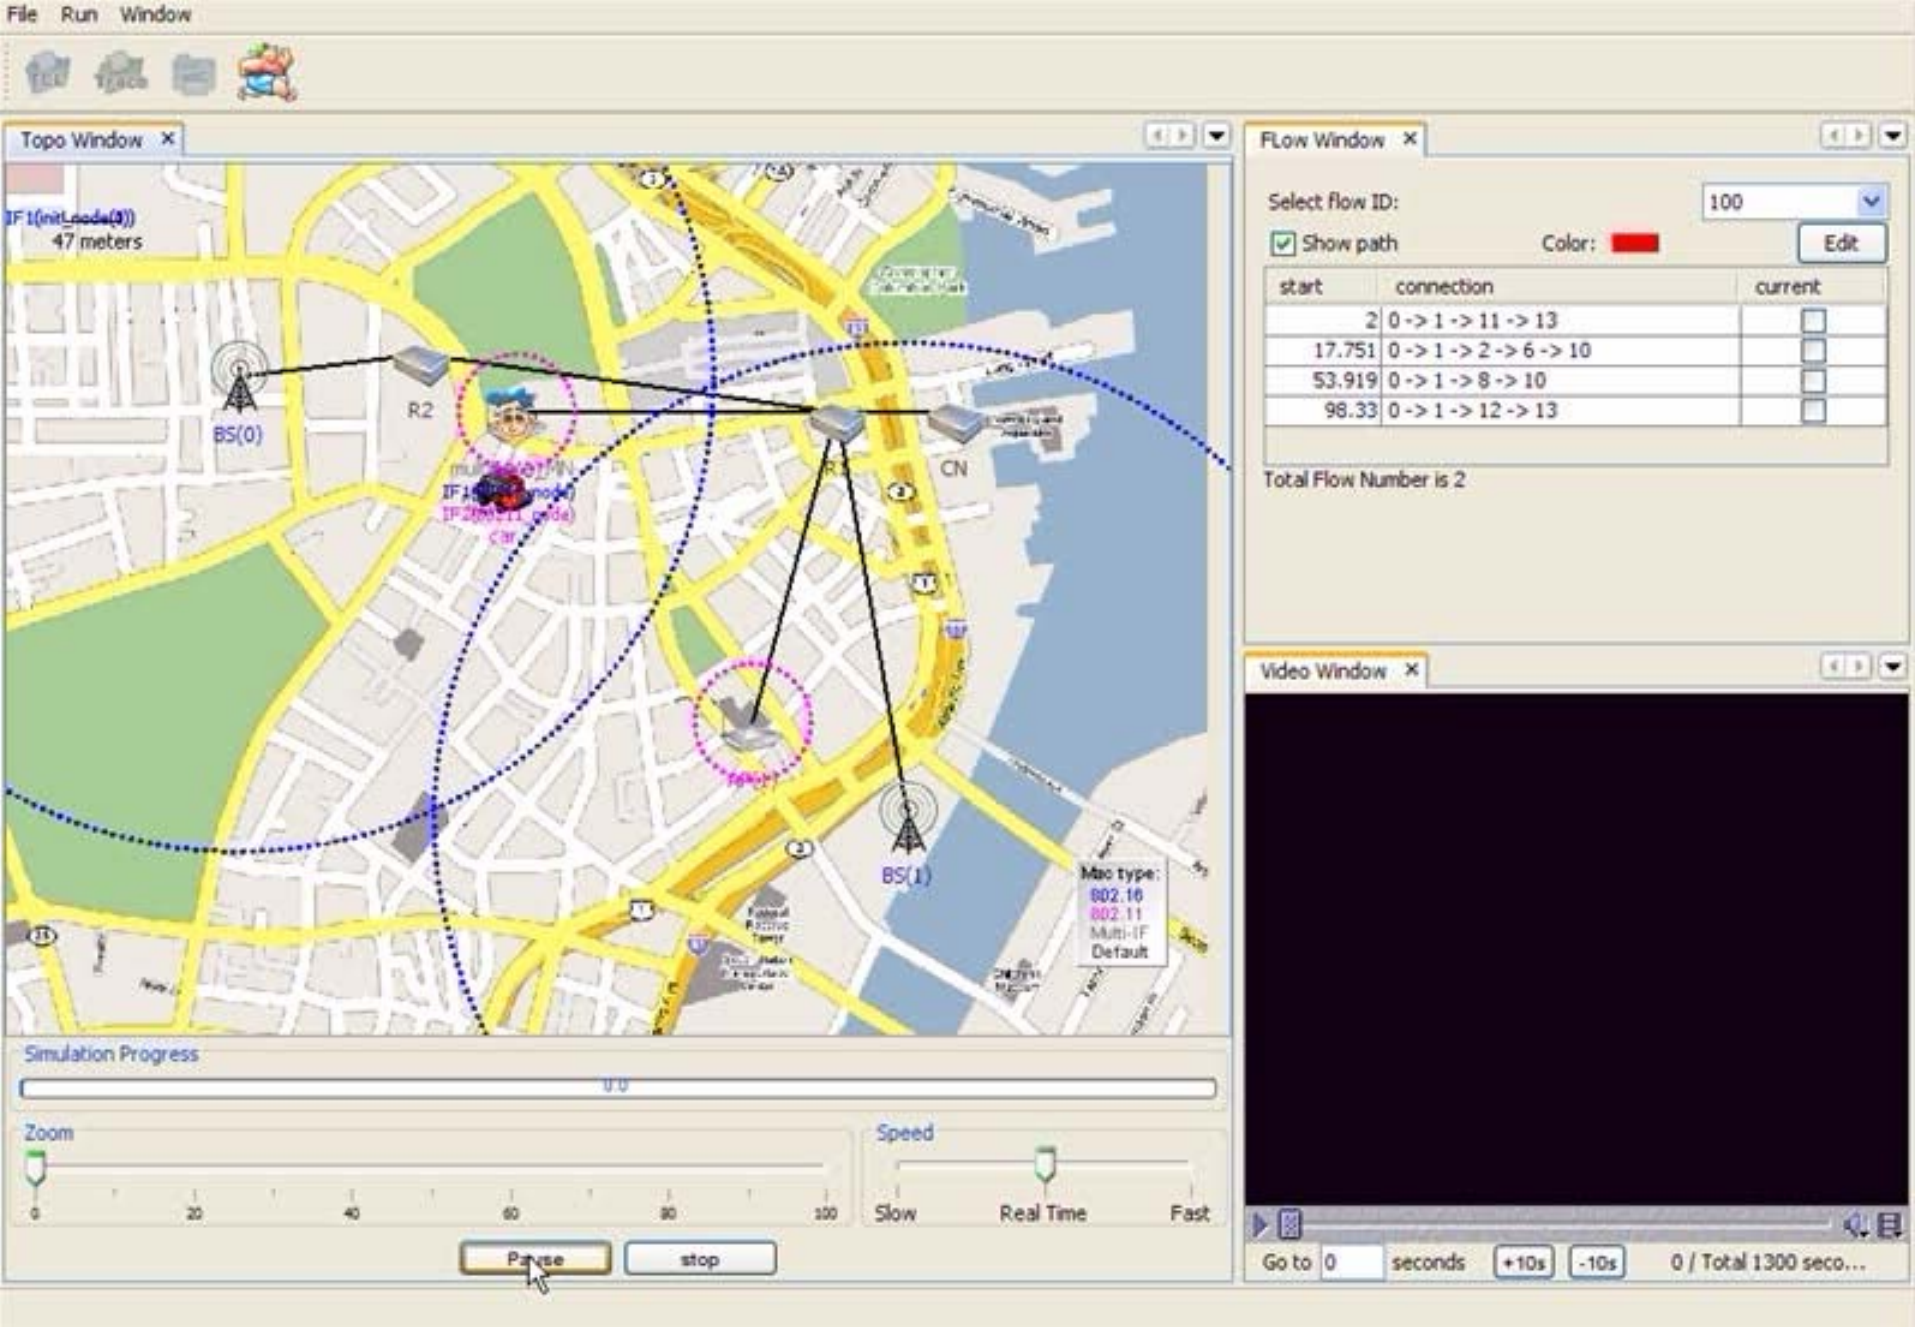 File Run Window
Topo Window
47 meters
BS(0)
R2
CN
car
BS(1)
Mac type:
802.16
802.11
Multi-IF
Default
Simulation Progress
0.0
Zoom
0 20 40 60 80 100
Speed
Slow Real Time Fast
Pause stop
FLow Window
Select flow ID: 100
Show path Color: Edit
start connection current
2 0 -> 1 -> 11 -> 13
17.751 0 -> 1 -> 2 -> 6 -> 10
53.919 0 -> 1 -> 8 -> 10
98.33 0 -> 1 -> 12 -> 13
Total Flow Number is 2
Video Window
Go to 0 seconds +10s -10s 0 / Total 1300 seco...